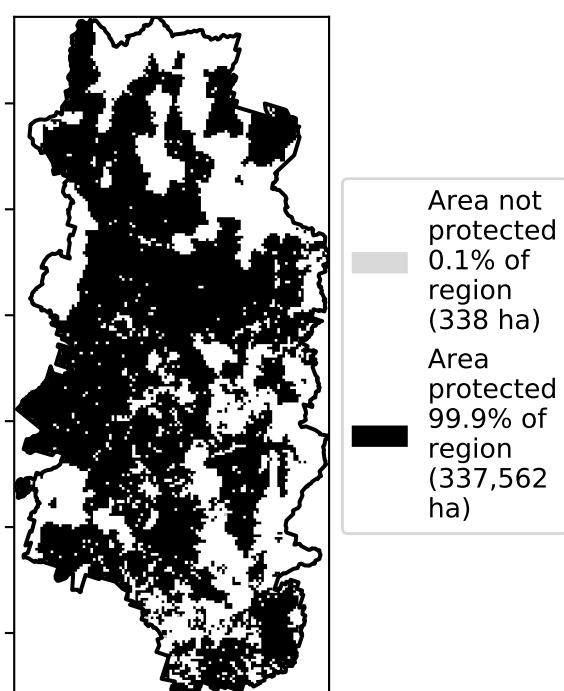 Area not
protected
0.1% of
region
(338 ha)
Area
protected
99.9% of
region
(337,562
ha)